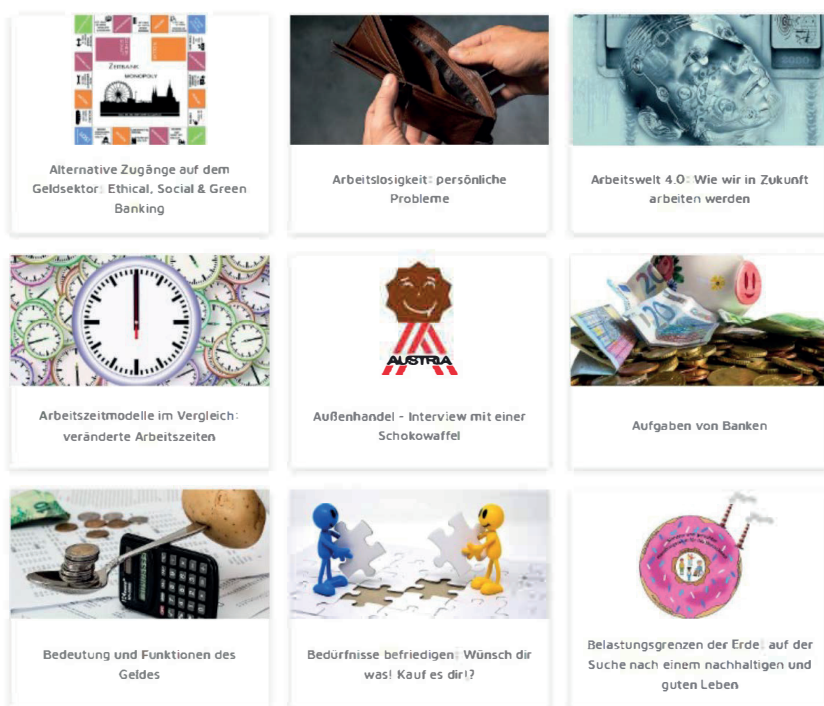 ZEITBANK
MONOPOLY
Alternative Zugänge auf dem
Geldsektor: Ethical, Social & Green
Banking
Arbeitslosigkeit: persönliche
Probleme
Arbeitswelt 4.0: Wie wir in Zukunft
arbeiten werden
Arbeitszeitmodelle im Vergleich:
veränderte Arbeitszeiten
AUSTRIA
Außenhandel - Interview mit einer
Schokowaffel
20
20
Aufgaben von Banken
Bedeutung und Funktionen des
Geldes
Bedürfnisse befriedigen: Wünsch dir
was! Kauf es dir!?
Belastungsgrenzen der Erde: auf der
Suche nach einem nachhaltigen und
guten Leben